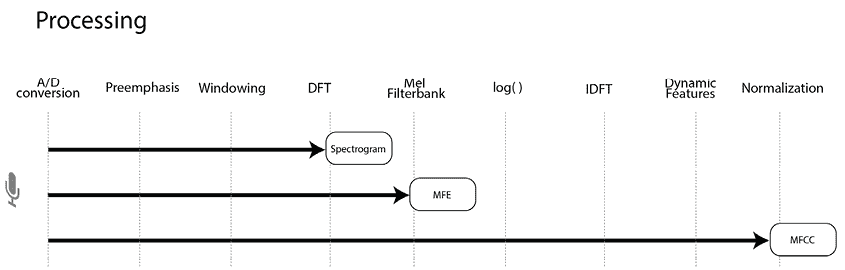 Processing
A/D
conversion
Preemphasis
Windowing
DFT
Mel
Filterbank
log( )
IDFT
Dynamic
Features
Normalization
Spectrogram
MFE
MFCC